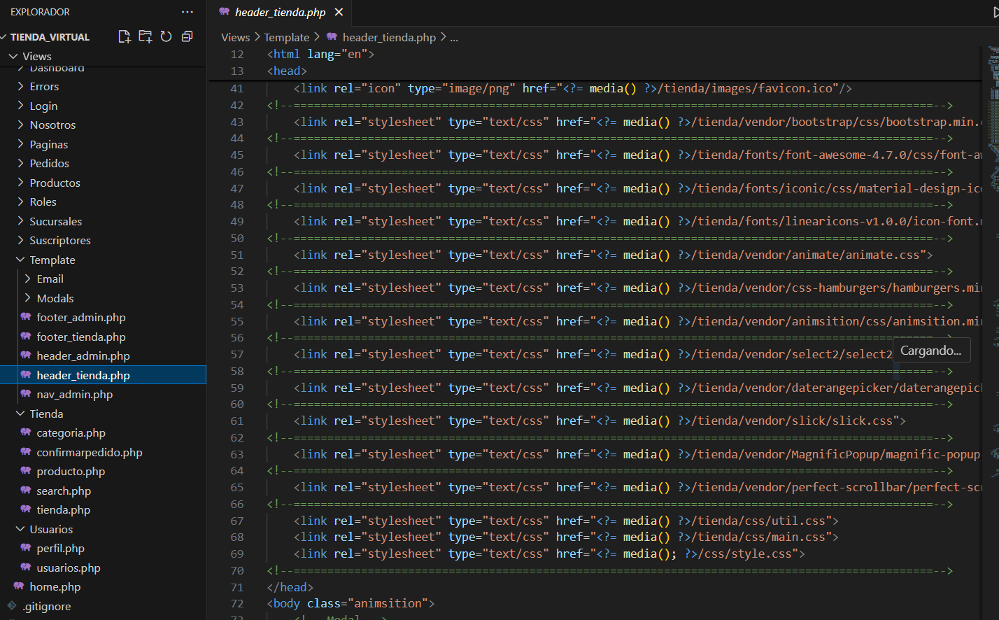 EXPLORADOR
TIENDA_VIRTUAL
Views
Dashboard
Errors
Login
Nosotros
Paginas
Pedidos
Productos
Roles
Sucursales
Suscriptores
Template
Email
Modals
footer_admin.php
footer_tienda.php
header_admin.php
header_tienda.php
nav_admin.php
Tienda
categoria.php
confirmarpedido.php
producto.php
search.php
tienda.php
Usuarios
perfil.php
usuarios.php
home.php
.gitignore
header_tienda.php
Views > Template > header_tienda.php > ...
12 <html lang="en">
13 <head>
41 <link rel="icon" type="image/png" href="<?= media() ?>/tienda/images/favicon.ico"/>
42 <!--===============================================================================================-->
43 <link rel="stylesheet" type="text/css" href="<?= media() ?>/tienda/vendor/bootstrap/css/bootstrap.min.
44 <!--===============================================================================================-->
45 <link rel="stylesheet" type="text/css" href="<?= media() ?>/tienda/fonts/font-awesome-4.7.0/css/font-aw
46 <!--===============================================================================================-->
47 <link rel="stylesheet" type="text/css" href="<?= media() ?>/tienda/fonts/iconic/css/material-design-ico
48 <!--===============================================================================================-->
49 <link rel="stylesheet" type="text/css" href="<?= media() ?>/tienda/fonts/linearicons-v1.0.0/icon-font.m
50 <!--===============================================================================================-->
51 <link rel="stylesheet" type="text/css" href="<?= media() ?>/tienda/vendor/animate/animate.css">
52 <!--===============================================================================================-->
53 <link rel="stylesheet" type="text/css" href="<?= media() ?>/tienda/vendor/css-hamburgers/hamburgers.min
54 <!--===============================================================================================-->
55 <link rel="stylesheet" type="text/css" href="<?= media() ?>/tienda/vendor/animsition/css/animsition.min
56 <!--===============================================================================================-->
57 <link rel="stylesheet" type="text/css" href="<?= media() ?>/tienda/vendor/select2/select2
Cargando...
58 <!--===============================================================================================-->
59 <link rel="stylesheet" type="text/css" href="<?= media() ?>/tienda/vendor/daterangepicker/daterangepick
60 <!--===============================================================================================-->
61 <link rel="stylesheet" type="text/css" href="<?= media() ?>/tienda/vendor/slick/slick.css">
62 <!--===============================================================================================-->
63 <link rel="stylesheet" type="text/css" href="<?= media() ?>/tienda/vendor/MagnificPopup/magnific-popup
64 <!--===============================================================================================-->
65 <link rel="stylesheet" type="text/css" href="<?= media() ?>/tienda/vendor/perfect-scrollbar/perfect-scr
66 <!--===============================================================================================-->
67 <link rel="stylesheet" type="text/css" href="<?= media() ?>/tienda/css/util.css">
68 <link rel="stylesheet" type="text/css" href="<?= media() ?>/tienda/css/main.css">
69 <link rel="stylesheet" type="text/css" href="<?= media(); ?>/css/style.css">
70 <!--===============================================================================================-->
71 </head>
72 <body class="animsition">
73 <!-- Modal -->